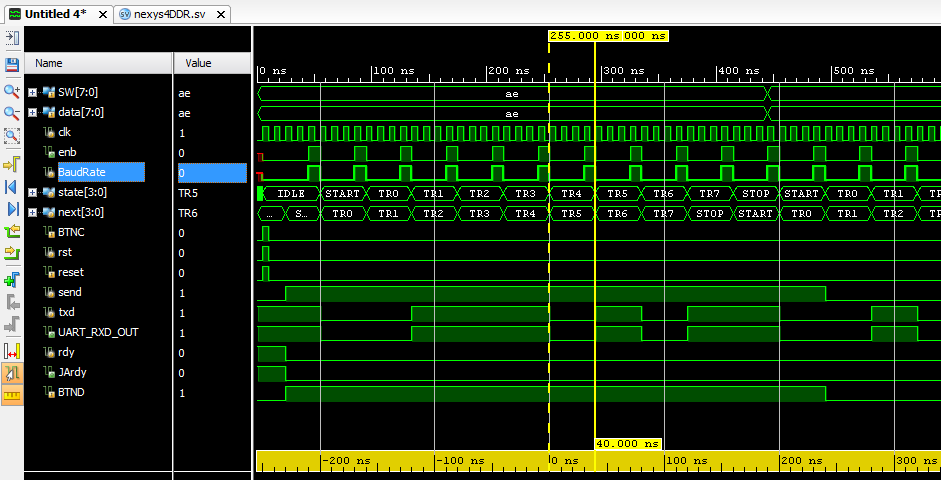 Untitled 4* × nexys4DDR.sv ×
255.000 ns 000 ns
Name Value
0 ns 100 ns 200 ns 300 ns 400 ns 500 ns
SW[7:0] ae ae
data[7:0] ae ae
clk 1
enb 0
BaudRate 0
state[3:0] TR5 IDLE START TR0 TR1 TR2 TR3 TR4 TR5 TR6 TR7 STOP START TR0 TR1
next[3:0] TR6 ... S... TR0 TR1 TR2 TR3 TR4 TR5 TR6 TR7 STOP START TR0 TR1 TR2
BTNC 0
rst 0
reset 0
send 1
txd 1
UART_RXD_OUT 1
rdy 0
JArdy 0
BTND 1
40.000 ns
-200 ns -100 ns 0 ns 100 ns 200 ns 300